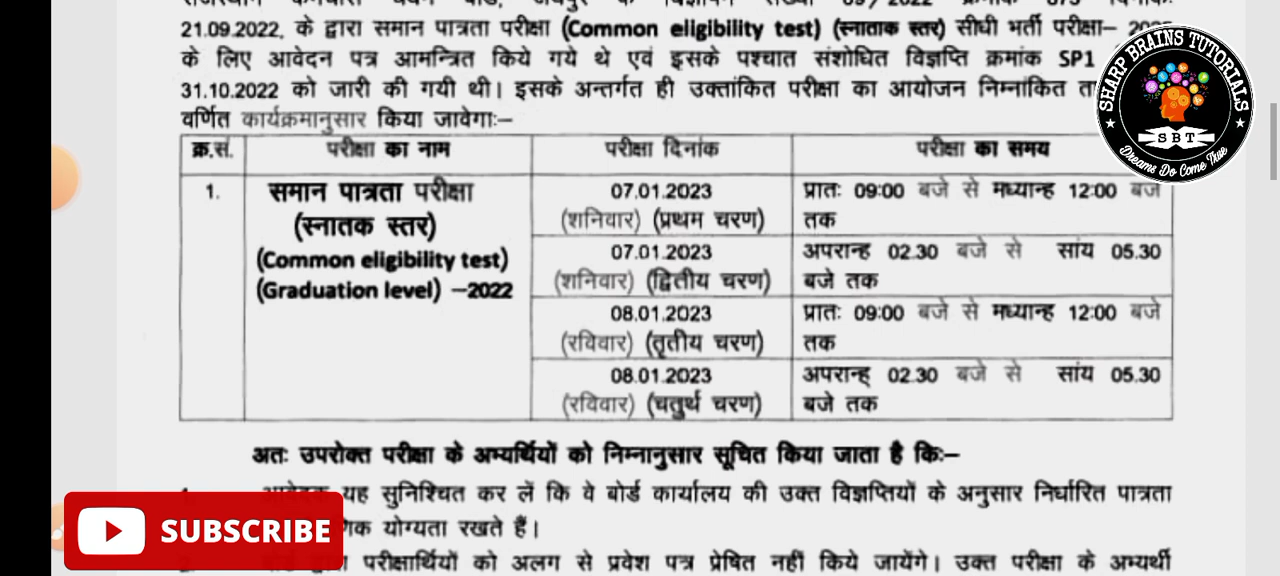 21.09.2022, के द्वारा समान पात्रता परीक्षा (Common eligibility test) (स्नाताक स्तर) सीधी भर्ती परीक्षा–
के लिए आवेदन पत्र आमन्त्रित किये गये थे एवं इसके पश्चात संशोधित विज्ञप्ति क्रमांक SP1
31.10.2022 को जारी की गयी थी। इसके अन्तर्गत ही उक्तांकित परीक्षा का आयोजन निम्नांकित
वर्णित कार्यक्रमानुसार किया जावेगाः–
क्र.सं. परीक्षा का नाम परीक्षा दिनांक परीक्षा का समय
1. समान पात्रता परीक्षा
(स्नातक स्तर)
(Common eligibility test)
(Graduation level) –2022
07.01.2023
(शनिवार) (प्रथम चरण)
प्रातः 09:00 बजे से मध्यान्ह 12:00 बजे
तक
07.01.2023
(शनिवार) (द्वितीय चरण)
अपरान्ह 02.30 बजे से सांय 05.30
बजे तक
08.01.2023
(रविवार) (तृतीय चरण)
प्रातः 09:00 बजे से मध्यान्ह 12:00 बजे
तक
08.01.2023
(रविवार) (चतुर्थ चरण)
अपरान्ह् 02.30 बजे से सांय 05.30
बजे तक
अतः उपरोक्त परीक्षा के अभ्यर्थियों को निम्नानुसार सूचित किया जाता है किः–
यह सुनिश्चित कर लें कि वे बोर्ड कार्यालय की उक्त विज्ञप्तियों के अनुसार निर्धारित पात्रता
योग्यता रखते हैं।
परीक्षार्थियों को अलग से प्रवेश पत्र प्रेषित नहीं किये जायेंगे। उक्त परीक्षा के अभ्यर्थी
SUBSCRIBE
SHARP BRAINS TUTORIALS
SBT
Dreams Do Come True